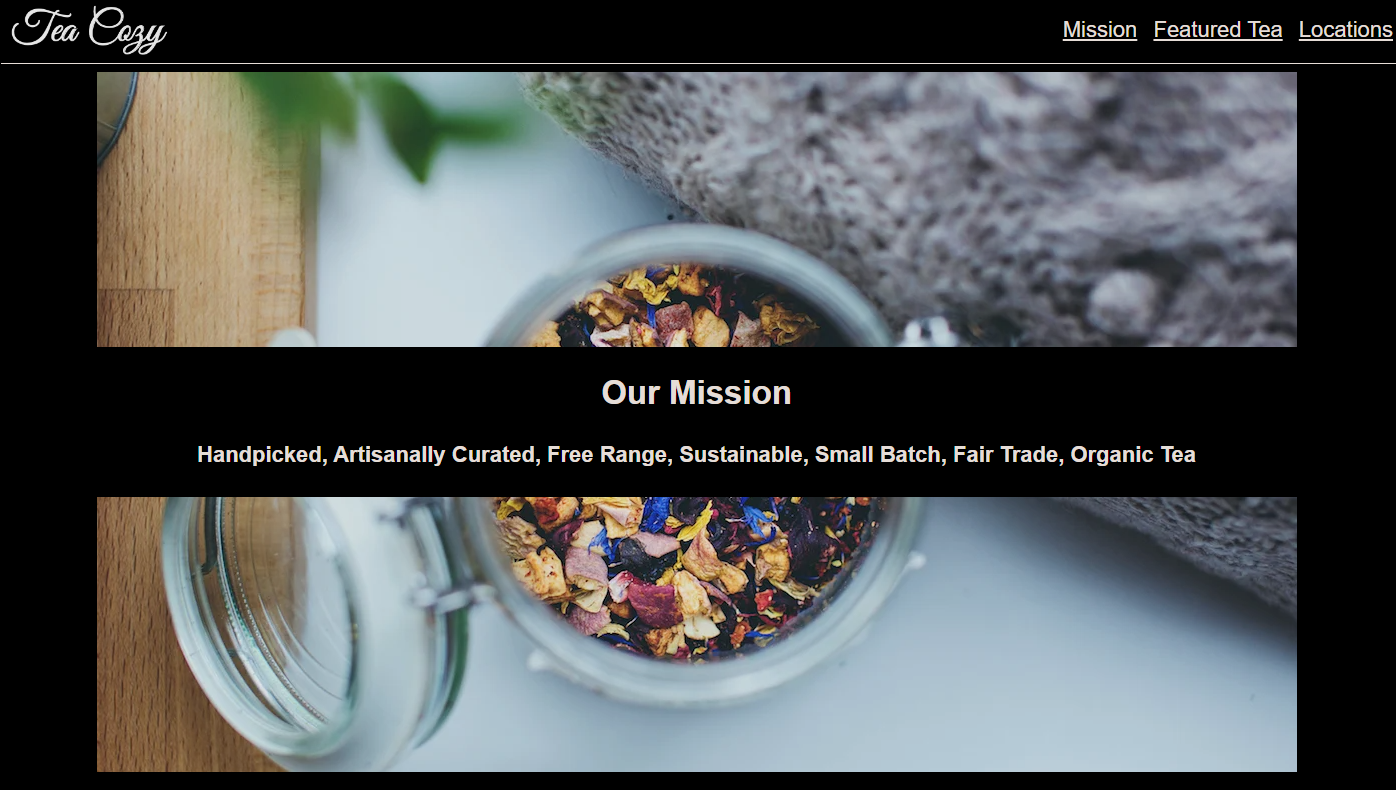 Tea Cozy
Mission Featured Tea Locations
Our Mission
Handpicked, Artisanally Curated, Free Range, Sustainable, Small Batch, Fair Trade, Organic Tea